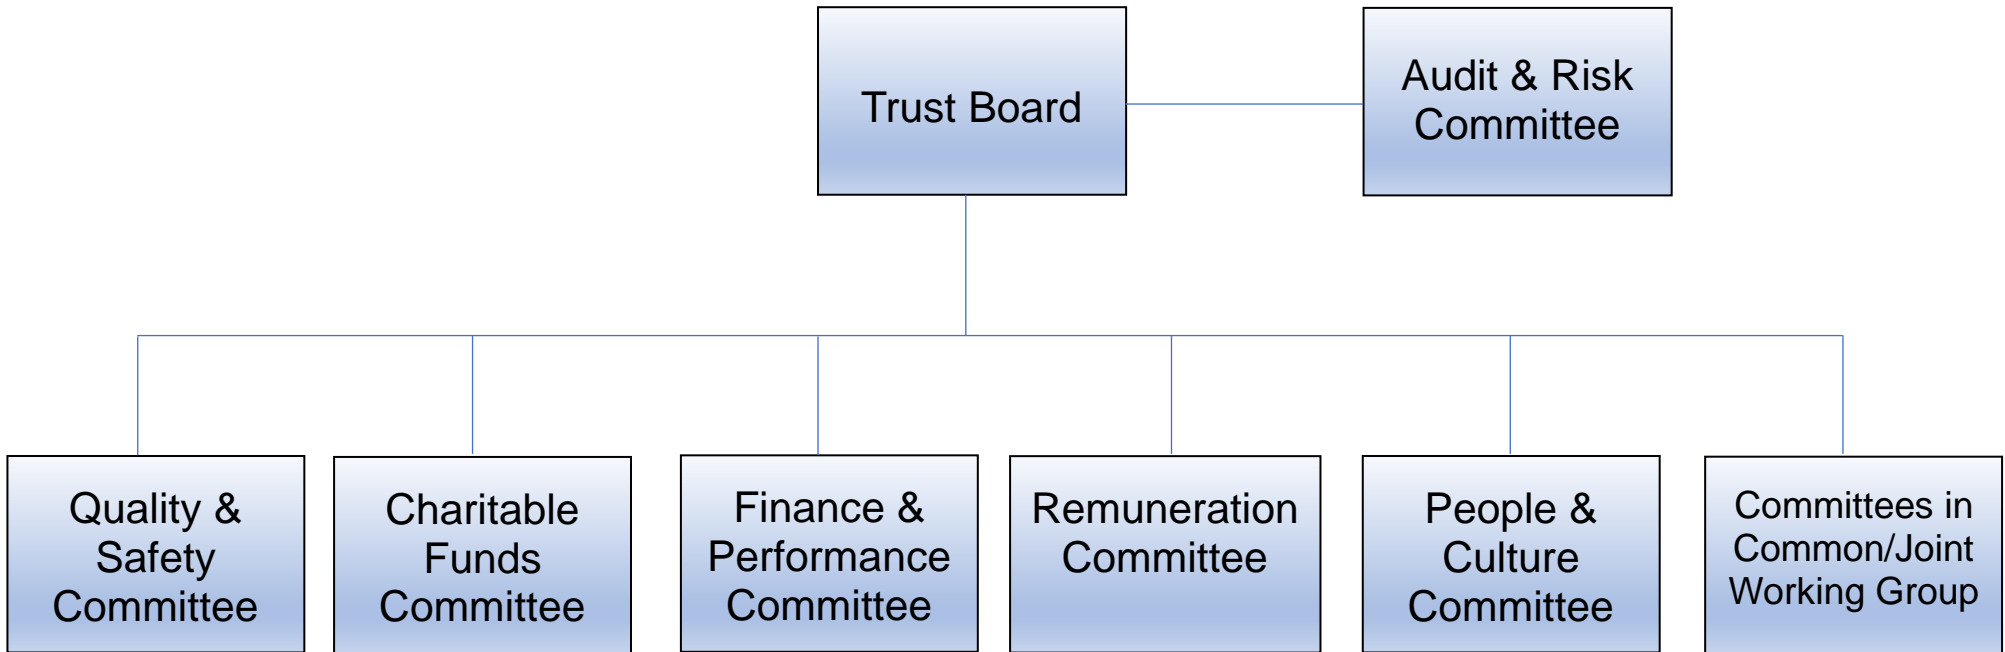 Trust Board
Audit & Risk
Committee
Quality &
Safety
Committee
Charitable
Funds
Committee
Finance &
Performance
Committee
Remuneration
Committee
People &
Culture
Committee
Committees in
Common/Joint
Working Group